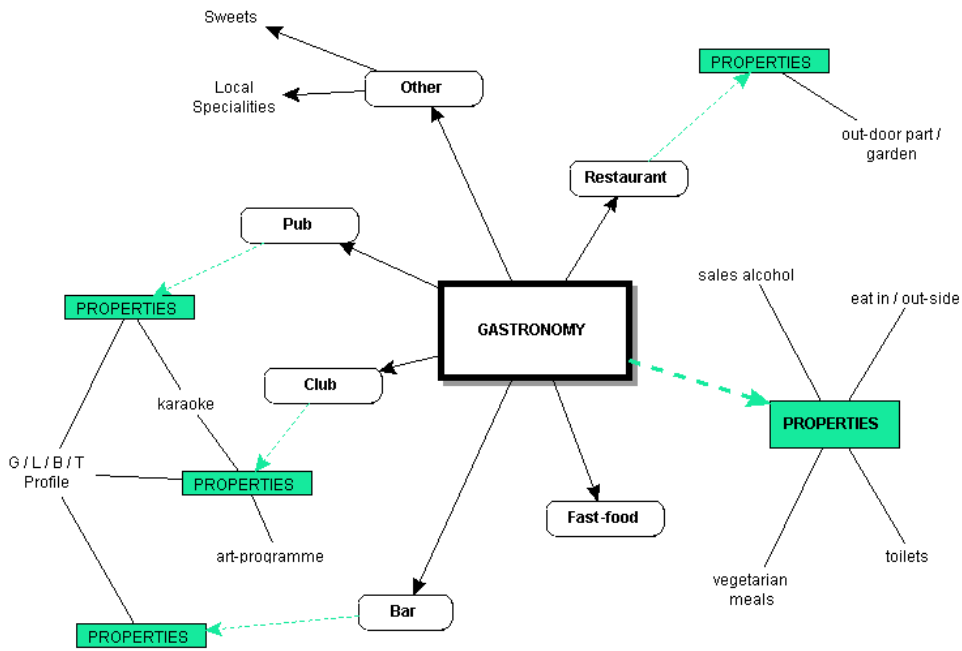 Sweets
Other
Local
Specialities
PROPERTIES
out-door part /
garden
Restaurant
Pub
sales alcohol
eat in / out-side
PROPERTIES
GASTRONOMY
Club
karaoke
PROPERTIES
G / L / B / T
Profile
PROPERTIES
Fast-food
art-programme
toilets
vegetarian
meals
Bar
PROPERTIES